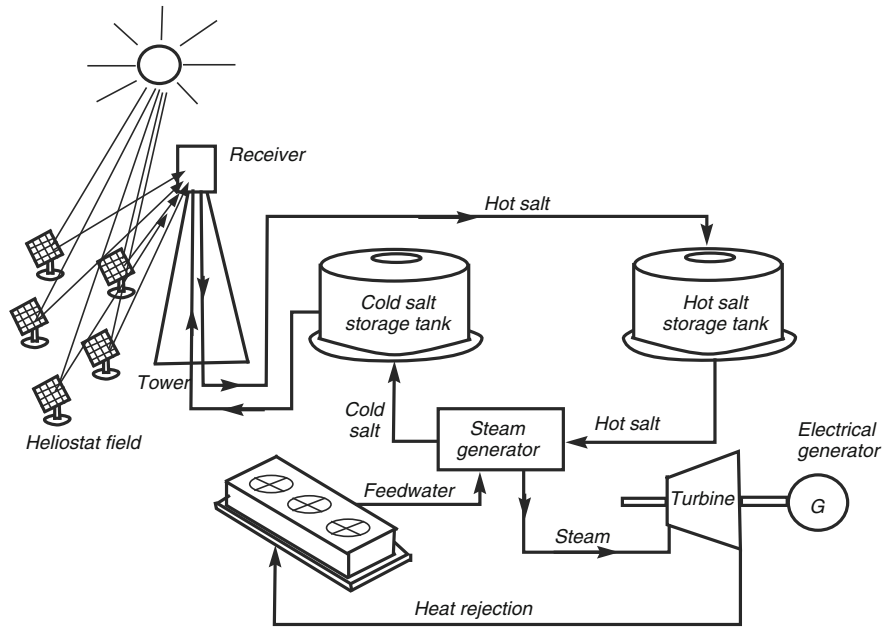 Receiver
Hot salt
Cold salt
storage tank
Hot salt
storage tank
Tower
Heliostat field
Cold
salt
Steam
generator
Hot salt
Electrical
generator
Feedwater
Turbine
G
Steam
Heat rejection